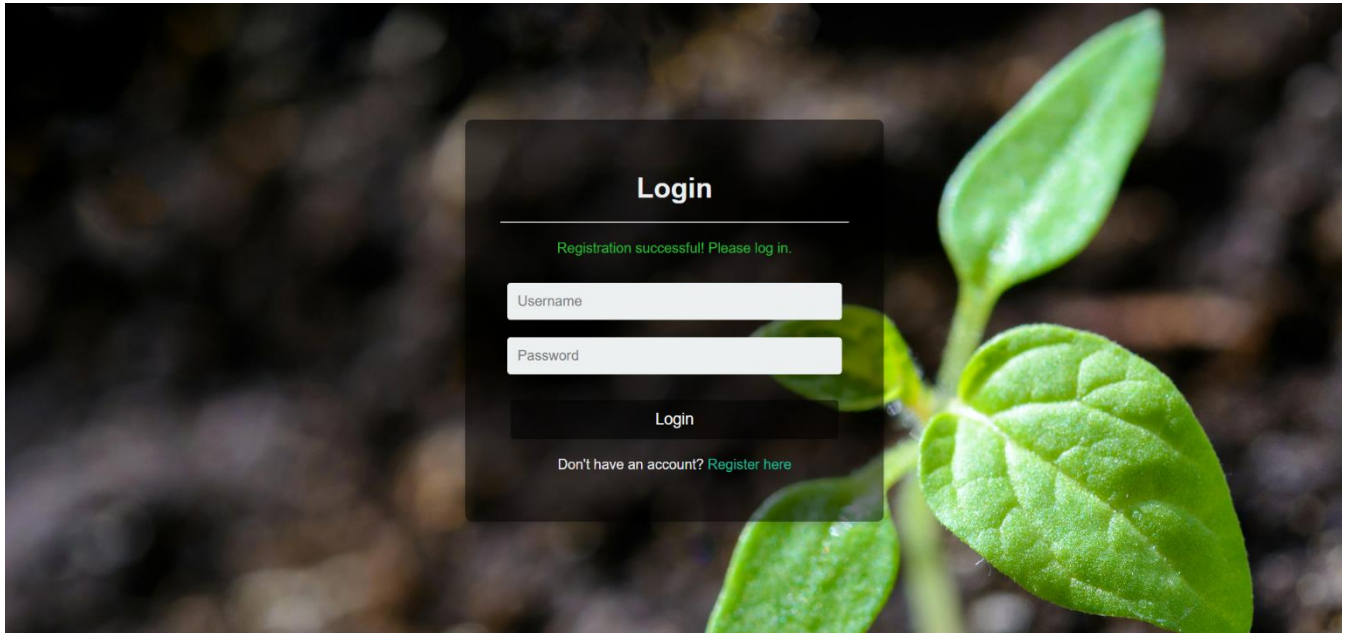 Login
Registration successful! Please log in.
Username
Password
Login
Don't have an account? Register here